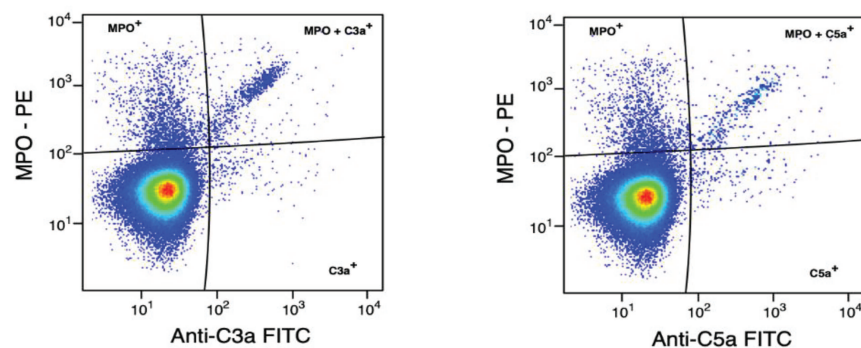 MPO⁺
MPO + C3a⁺
C3a⁺
10⁴
10³
10²
10¹
MPO - PE
10¹
10²
10³
10⁴
Anti-C3a FITC
MPO⁺
MPO + C5a⁺
C5a⁺
10⁴
10³
10²
10¹
MPO - PE
10¹
10²
10³
10⁴
Anti-C5a FITC